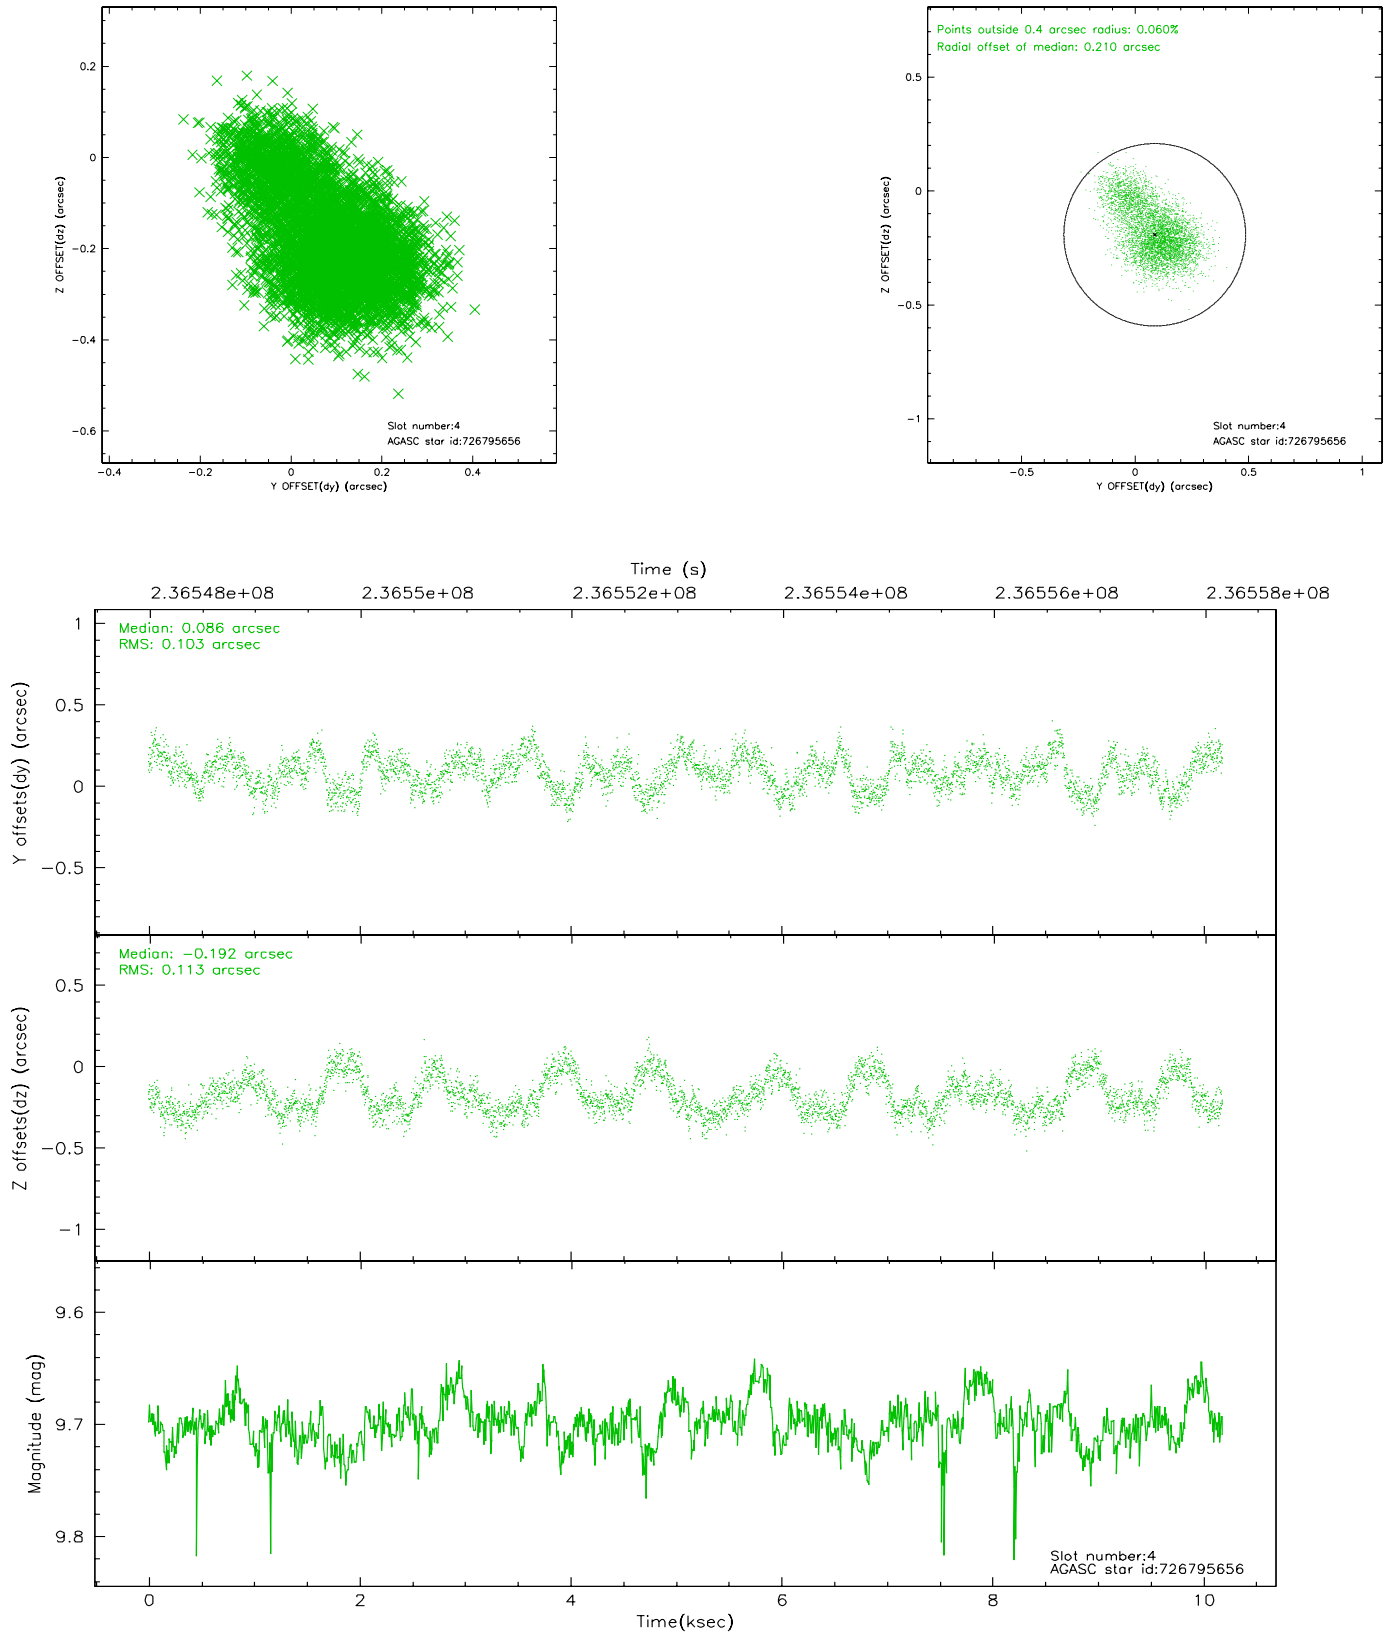 0.2
0
−0.2
−0.4
−0.6
Z OFFSET(dz) (arcsec)
Slot number:4
AGASC star id:726795656
−0.4
−0.2
0
0.2
0.4
Y OFFSET(dy) (arcsec)
Points outside 0.4 arcsec radius: 0.060%
Radial offset of median: 0.210 arcsec
0.5
0
−0.5
−1
Z OFFSET(dz) (arcsec)
Slot number:4
AGASC star id:726795656
−0.5
0
0.5
1
Y OFFSET(dy) (arcsec)
Time (s)
2.36548e+08
2.3655e+08
2.36552e+08
2.36554e+08
2.36556e+08
2.36558e+08
Median: 0.086 arcsec
RMS: 0.103 arcsec
1
0.5
0
−0.5
Y offsets(dy) (arcsec)
Median: −0.192 arcsec
RMS: 0.113 arcsec
0.5
0
−0.5
−1
Z offsets(dz) (arcsec)
9.6
9.7
9.8
Magnitude (mag)
Slot number:4
AGASC star id:726795656
0
2
4
6
8
10
Time(ksec)